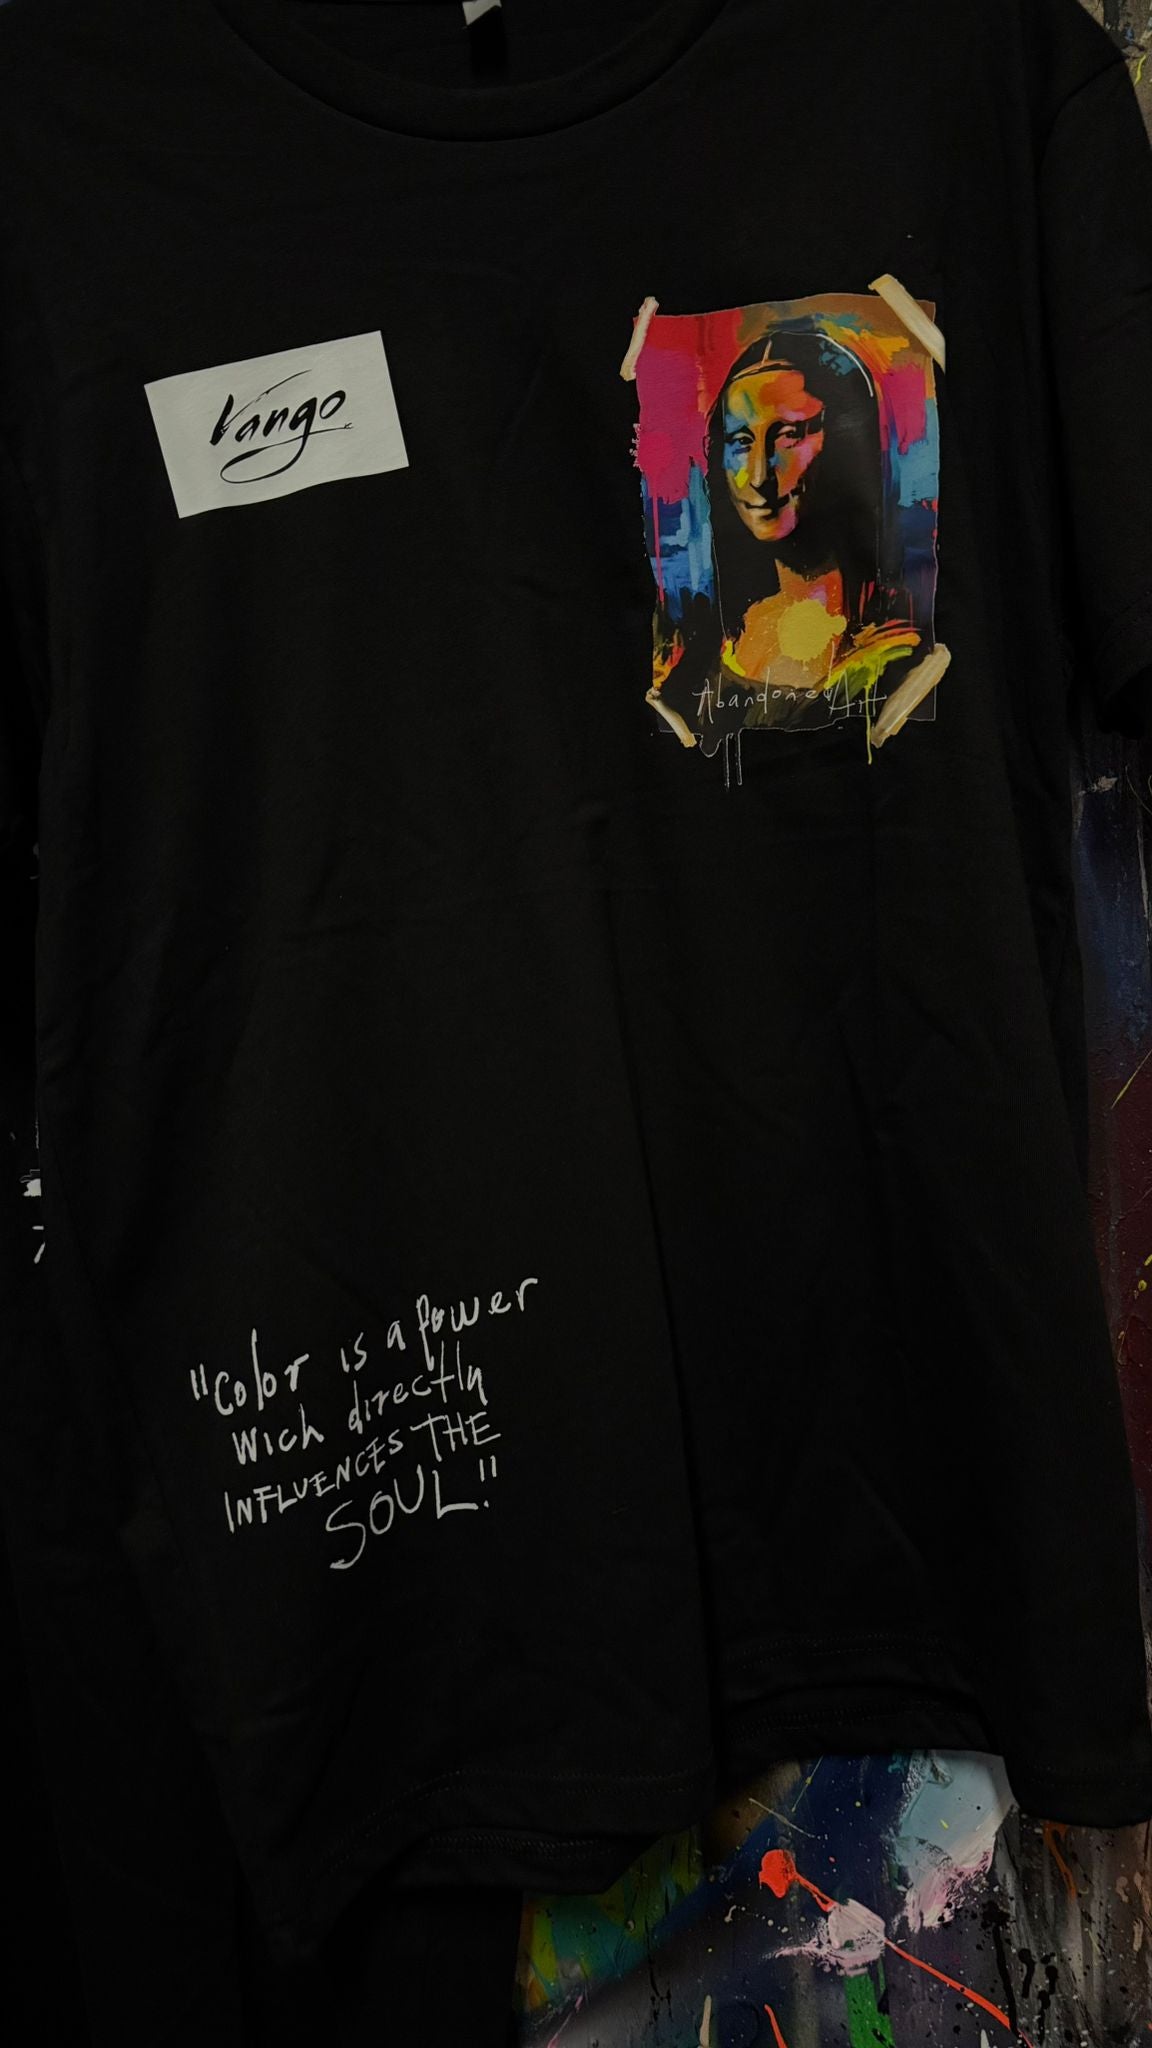 Vango
Abandoned Art
"Color is a power
wich directly
INFLUENCES THE
SOUL."